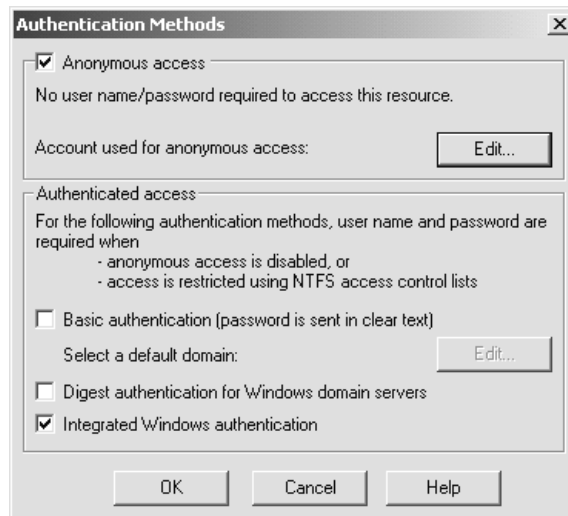 Authentication Methods
Anonymous access
No user name/password required to access this resource.
Account used for anonymous access:
Edit...
Authenticated access
For the following authentication methods, user name and password are
required when
- anonymous access is disabled, or
- access is restricted using NTFS access control lists
Basic authentication (password is sent in clear text)
Select a default domain:
Edit...
Digest authentication for Windows domain servers
Integrated Windows authentication
OK
Cancel
Help